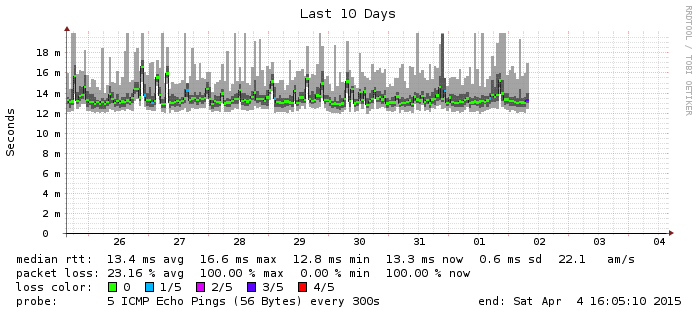 Last 10 Days
RRDTOOL / TOBI OETIKER
Seconds
18 m
16 m
14 m
12 m
10 m
8 m
6 m
4 m
2 m
0
26 27 28 29 30 31 01 02 03 04
median rtt: 13.4 ms avg 16.6 ms max 12.8 ms min 13.3 ms now 0.6 ms sd 22.1 am/s
packet loss: 23.16 % avg 100.00 % max 0.00 % min 100.00 % now
loss color: 0 1/5 2/5 3/5 4/5
probe: 5 ICMP Echo Pings (56 Bytes) every 300s end: Sat Apr 4 16:05:10 2015